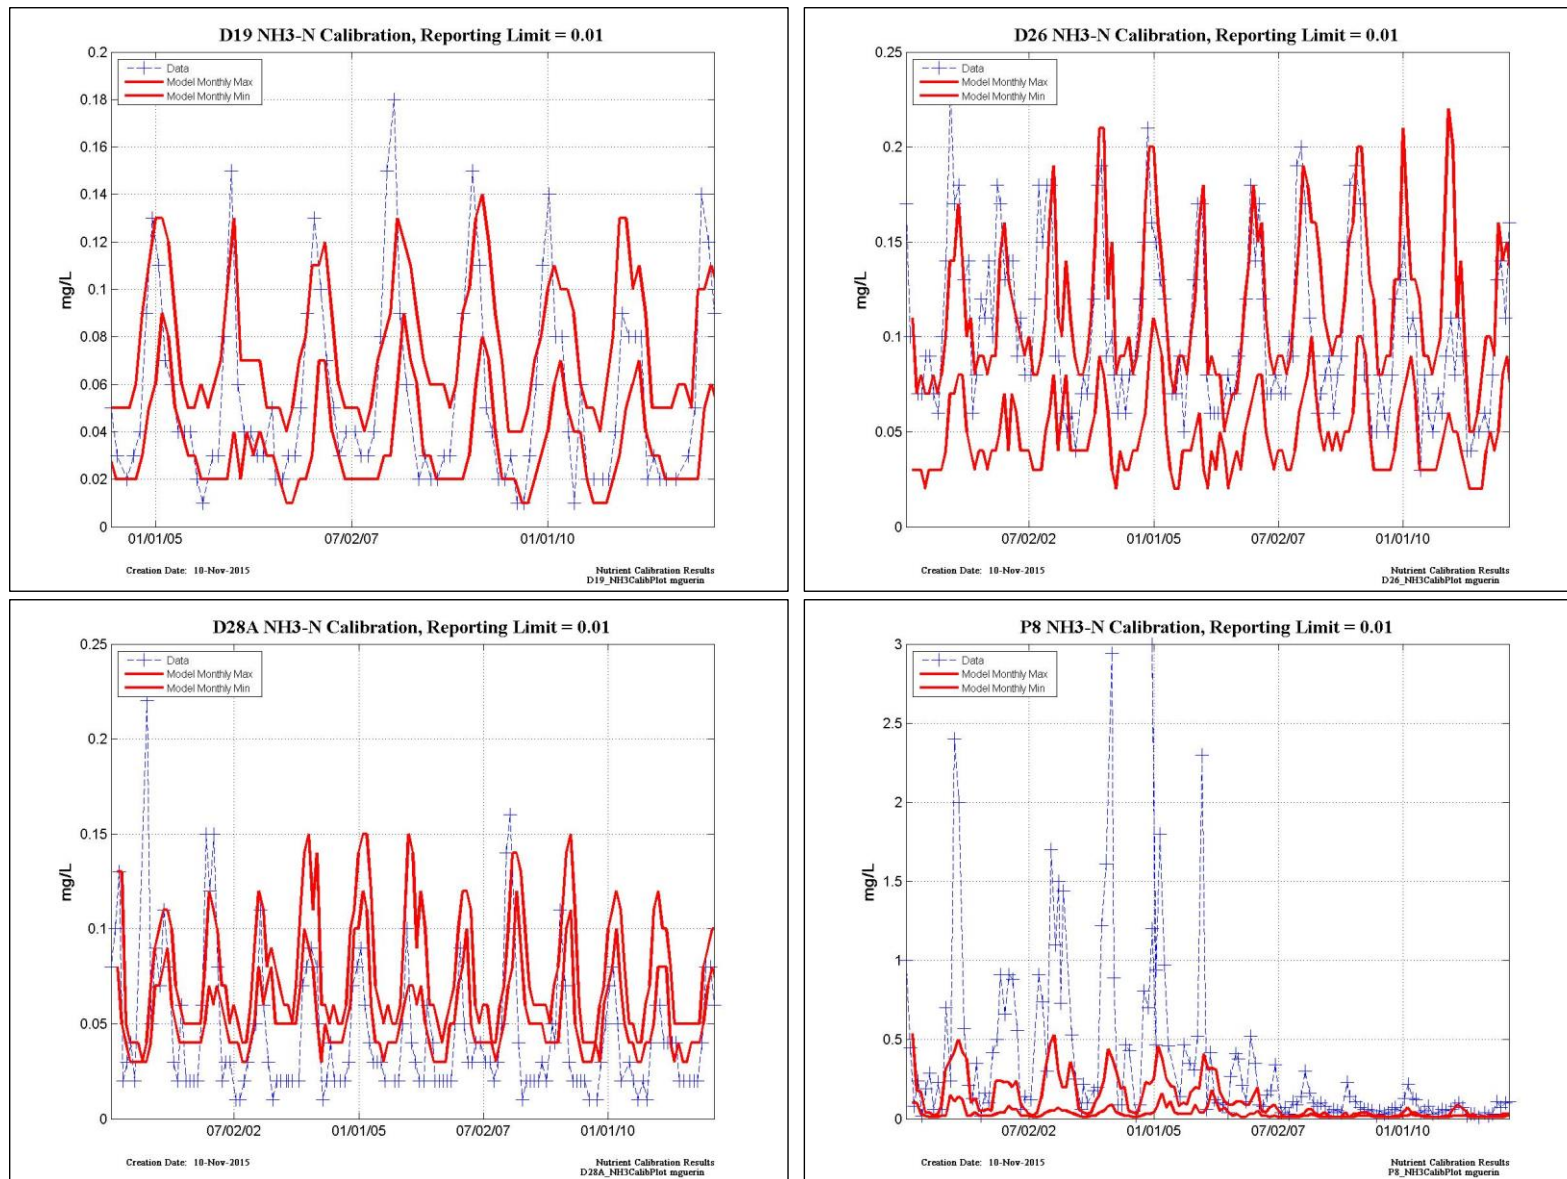 D19 NH3-N Calibration, Reporting Limit = 0.01
0.2
0.18
0.16
0.14
0.12
0.1
0.08
0.06
0.04
0.02
0
mg/L
Data
Model Monthly Max
Model Monthly Min
01/01/05 07/02/07 01/01/10
Creation Date: 10-Nov-2015
Nutrient Calibration Results
D19_NH3CalibPlot mguerin
D26 NH3-N Calibration, Reporting Limit = 0.01
0.25
0.2
0.15
0.1
0.05
0
mg/L
Data
Model Monthly Max
Model Monthly Min
07/02/02 01/01/05 07/02/07 01/01/10
Creation Date: 10-Nov-2015
Nutrient Calibration Results
D26_NH3CalibPlot mguerin
D28A NH3-N Calibration, Reporting Limit = 0.01
0.25
0.2
0.15
0.1
0.05
0
mg/L
Data
Model Monthly Max
Model Monthly Min
07/02/02 01/01/05 07/02/07 01/01/10
Creation Date: 10-Nov-2015
Nutrient Calibration Results
D28A_NH3CalibPlot mguerin
P8 NH3-N Calibration, Reporting Limit = 0.01
3
2.5
2
1.5
1
0.5
0
mg/L
Data
Model Monthly Max
Model Monthly Min
07/02/02 01/01/05 07/02/07 01/01/10
Creation Date: 10-Nov-2015
Nutrient Calibration Results
P8_NH3CalibPlot mguerin